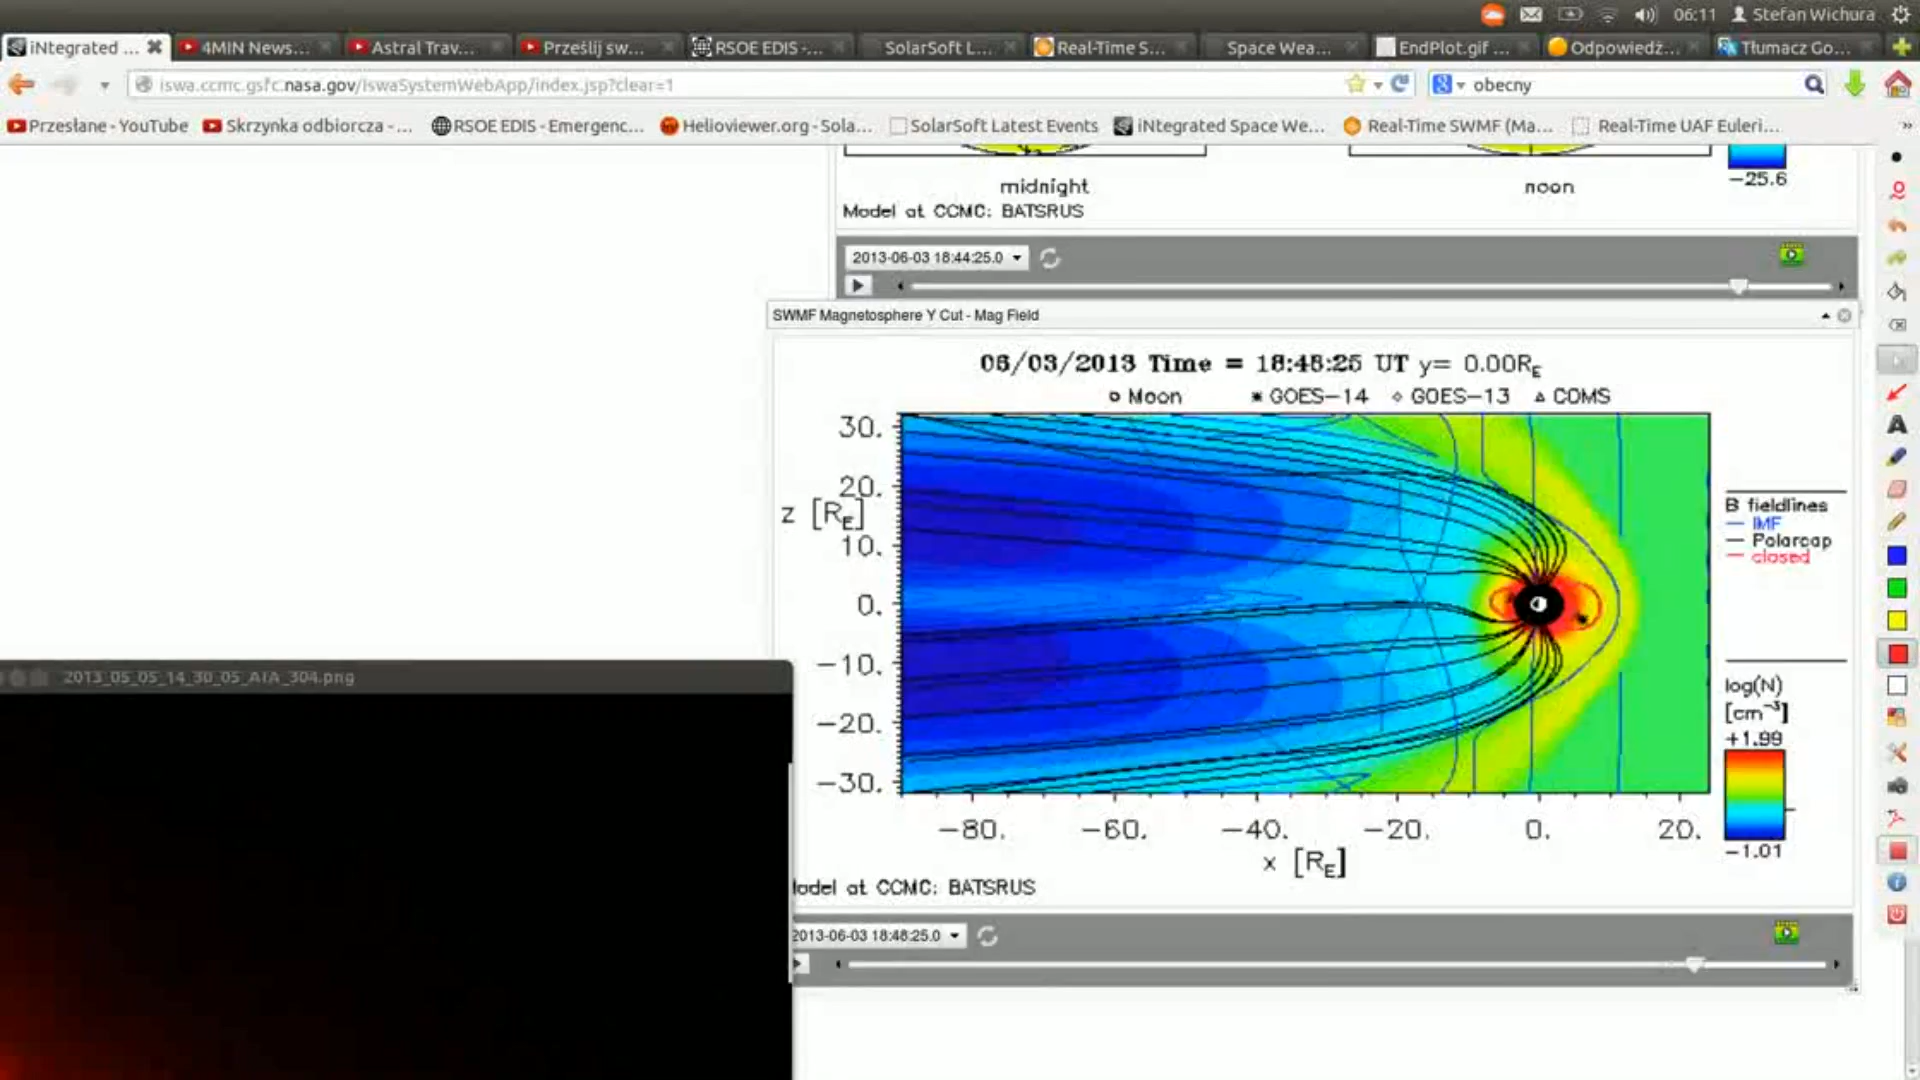 06:11 Stefan Wichura
iNtegrated ... 4MIN News... Astral Trav... Prześlij sw... RSOE EDIS -... SolarSoft L... Real-Time S... Space Wea... EndPlot.gif ... Odpowiedź... Tłumacz Go...
iswa.ccmc.gsfc.nasa.gov/IswaSystemWebApp/index.jsp?clear=1 obecny
Przesłane - YouTube Skrzynka odbiorcza - ... RSOE EDIS - Emergenc... Helioviewer.org - Sola... SolarSoft Latest Events iNtegrated Space We... Real-Time SWMF (Ma... Real-Time UAF Euleri... »
midnight noon −25.6
Model at CCMC: BATSRUS
2013-06-03 18:44:25.0
SWMF Magnetosphere Y Cut - Mag Field
06/03/2013 Time = 18:48:25 UT y= 0.00RE
Moon GOES−14 GOES−13 COMS
30.
20.
z [RE]
10.
0.
−10.
−20.
−30.
B fieldlines
IMF
Polarcap
closed
log(N)
[cm⁻³]
+1.99
−1.01
−80. −60. −40. −20. 0. 20.
x [RE]
odel at CCMC: BATSRUS
2013-06-03 18:48:25.0
2013_05_05_14_30_05_AIA_304.png